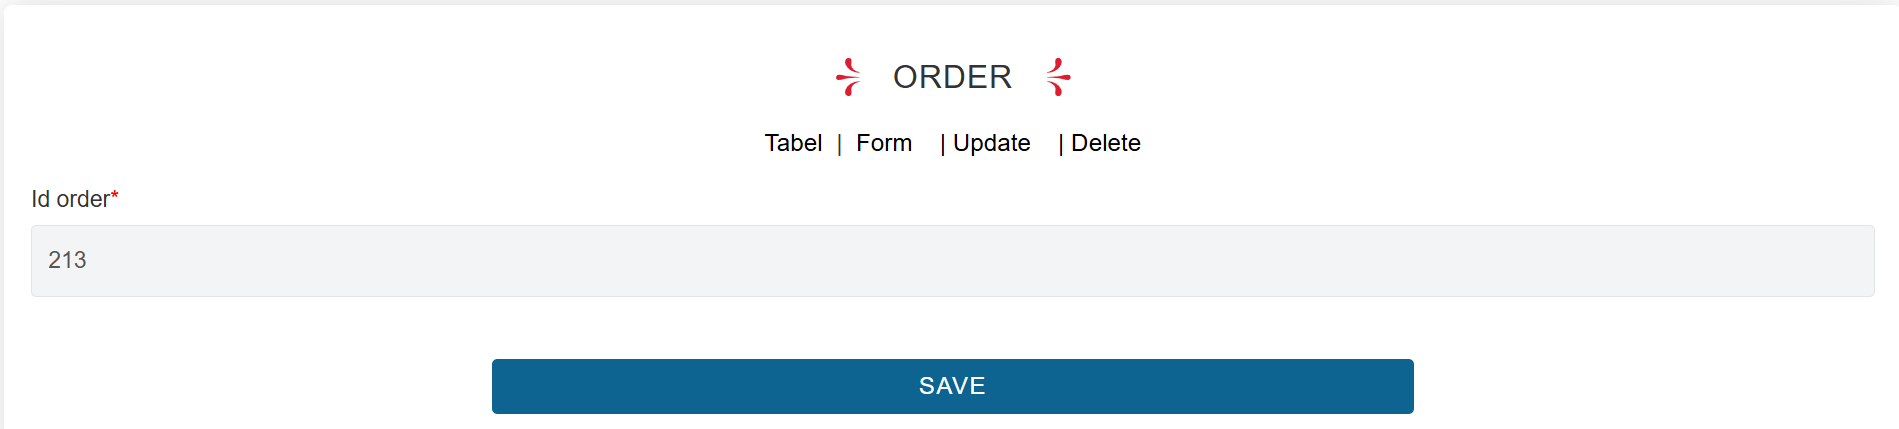 ORDER
Tabel | Form | Update | Delete
Id order*
213
SAVE